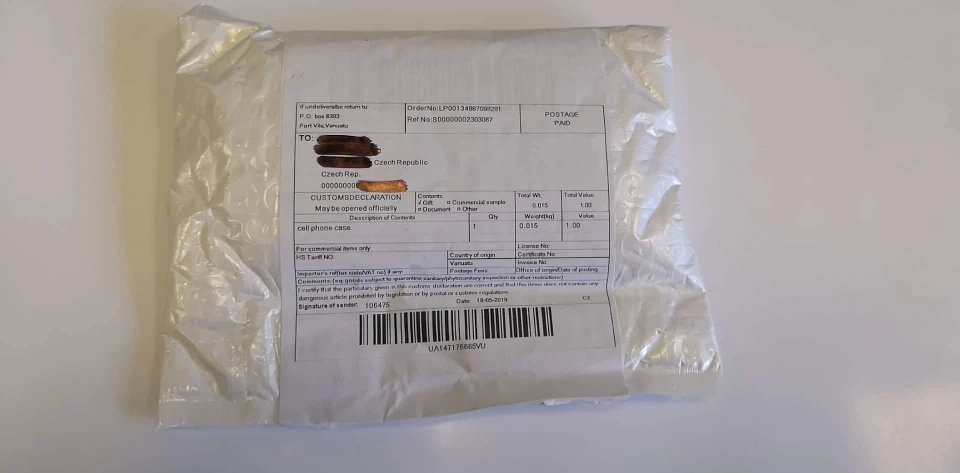 If undeliveralbe return to:
P.O. box 8303
Port Vila,Vanuatu
OrderNo:LP00134987098281
Ref No:S00000002303067
POSTAGE
PAID
TO:
Czech Republic
Czech Rep.
00000000
CUSTOMSDECLARATION
May be opened officially
Contents
√ Gift □ Commercial sample
□ Document □ Other
Total Wt.
0.015
Total Value
1.00
Description of Contents
Qty
Weight(kg)
Value
cell phone case
1
0.015
1.00
For commercial items only
HS Tariff NO:
Country of origin
Vanuatu
Postage Fees:
License No:
Certificate No
Invoice No:
Office of origin/Date of posting
Importer's ref(tax code/VAT no) if any:
Comments (eg goods subject to quarantine sanitary/phytosanitary inspection or other restrictions)
I certify that the particulars given in this customs declaration are correct and that this items does not contain any
dangerous article prohibited by legislation or by postal or customs regulations.
Signature of sender: 106475
Date: 19-05-2019
C2
UA147176665VU